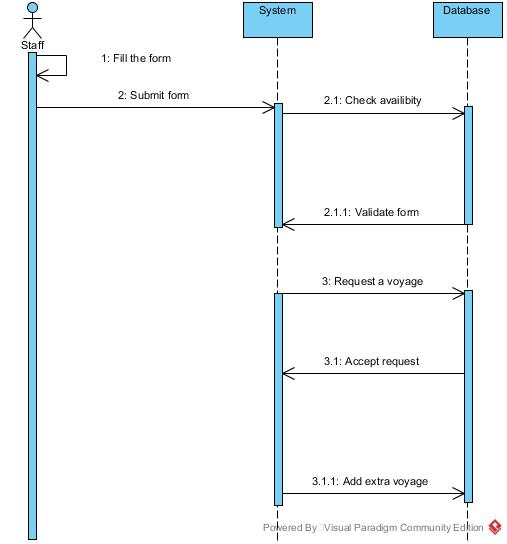 System
Database
Staff
1: Fill the form
2: Submit form
2.1: Check availibity
2.1.1: Validate form
3: Request a voyage
3.1: Accept request
3.1.1: Add extra voyage
Powered By Visual Paradigm Community Edition